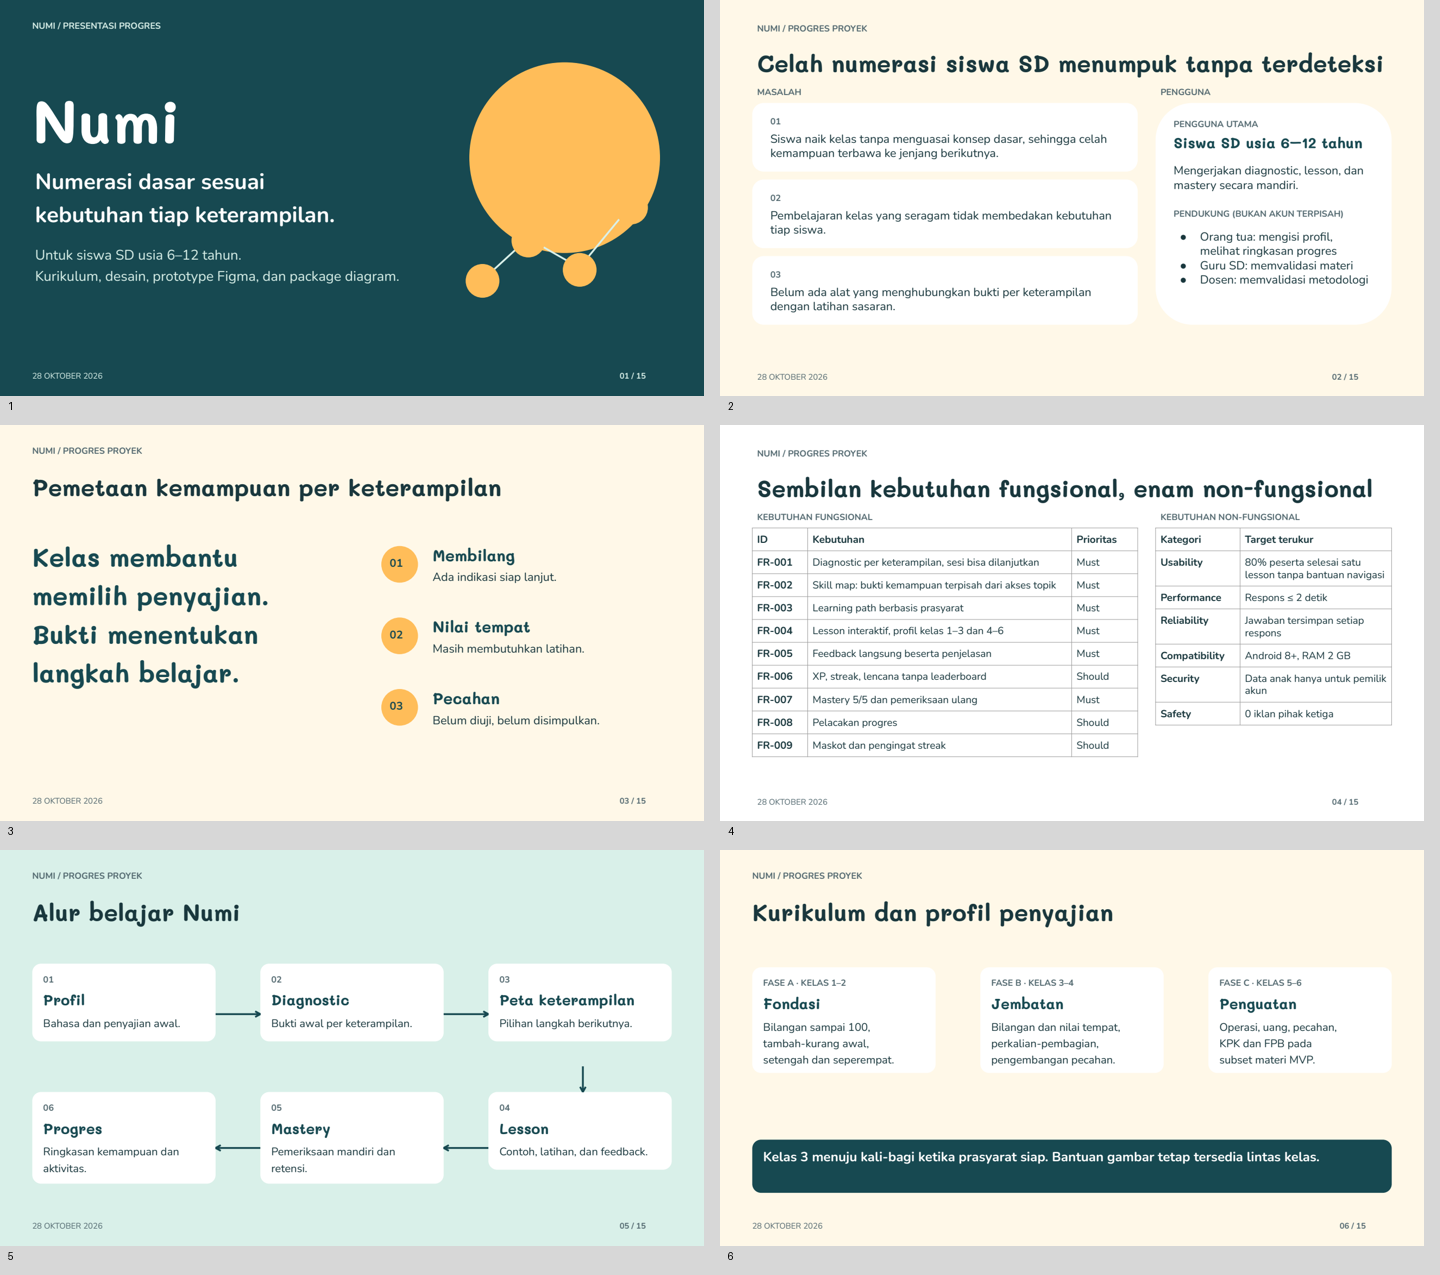 NUMI / PRESENTASI PROGRES
Numi
Numerasi dasar sesuai
kebutuhan tiap keterampilan.
Untuk siswa SD usia 6–12 tahun.
Kurikulum, desain, prototype Figma, dan package diagram.
28 OKTOBER 2026
01 / 15
1
NUMI / PROGRES PROYEK
Celah numerasi siswa SD menumpuk tanpa terdeteksi
MASALAH
01
Siswa naik kelas tanpa menguasai konsep dasar, sehingga celah
kemampuan terbawa ke jenjang berikutnya.
02
Pembelajaran kelas yang seragam tidak membedakan kebutuhan
tiap siswa.
03
Belum ada alat yang menghubungkan bukti per keterampilan
dengan latihan sasaran.
PENGGUNA
PENGGUNA UTAMA
Siswa SD usia 6–12 tahun
Mengerjakan diagnostic, lesson, dan
mastery secara mandiri.
PENDUKUNG (BUKAN AKUN TERPISAH)
● Orang tua: mengisi profil,
melihat ringkasan progres
● Guru SD: memvalidasi materi
● Dosen: memvalidasi metodologi
28 OKTOBER 2026
02 / 15
2
NUMI / PROGRES PROYEK
Pemetaan kemampuan per keterampilan
Kelas membantu
memilih penyajian.
Bukti menentukan
langkah belajar.
01
Membilang
Ada indikasi siap lanjut.
02
Nilai tempat
Masih membutuhkan latihan.
03
Pecahan
Belum diuji, belum disimpulkan.
28 OKTOBER 2026
03 / 15
3
NUMI / PROGRES PROYEK
Sembilan kebutuhan fungsional, enam non-fungsional
KEBUTUHAN FUNGSIONAL
ID Kebutuhan Prioritas
FR-001 Diagnostic per keterampilan, sesi bisa dilanjutkan Must
FR-002 Skill map: bukti kemampuan terpisah dari akses topik Must
FR-003 Learning path berbasis prasyarat Must
FR-004 Lesson interaktif, profil kelas 1–3 dan 4–6 Must
FR-005 Feedback langsung beserta penjelasan Must
FR-006 XP, streak, lencana tanpa leaderboard Should
FR-007 Mastery 5/5 dan pemeriksaan ulang Must
FR-008 Pelacakan progres Should
FR-009 Maskot dan pengingat streak Should
KEBUTUHAN NON-FUNGSIONAL
Kategori Target terukur
Usability 80% peserta selesai satu
lesson tanpa bantuan navigasi
Performance Respons ≤ 2 detik
Reliability Jawaban tersimpan setiap
respons
Compatibility Android 8+, RAM 2 GB
Security Data anak hanya untuk pemilik
akun
Safety 0 iklan pihak ketiga
28 OKTOBER 2026
04 / 15
4
NUMI / PROGRES PROYEK
Alur belajar Numi
01
Profil
Bahasa dan penyajian awal.
02
Diagnostic
Bukti awal per keterampilan.
03
Peta keterampilan
Pilihan langkah berikutnya.
06
Progres
Ringkasan kemampuan dan
aktivitas.
05
Mastery
Pemeriksaan mandiri dan
retensi.
04
Lesson
Contoh, latihan, dan feedback.
28 OKTOBER 2026
05 / 15
5
NUMI / PROGRES PROYEK
Kurikulum dan profil penyajian
FASE A · KELAS 1–2
Fondasi
Bilangan sampai 100,
tambah-kurang awal,
setengah dan seperempat.
FASE B · KELAS 3–4
Jembatan
Bilangan dan nilai tempat,
perkalian-pembagian,
pengembangan pecahan.
FASE C · KELAS 5–6
Penguatan
Operasi, uang, pecahan,
KPK dan FPB pada
subset materi MVP.
Kelas 3 menuju kali-bagi ketika prasyarat siap. Bantuan gambar tetap tersedia lintas kelas.
28 OKTOBER 2026
06 / 15
6